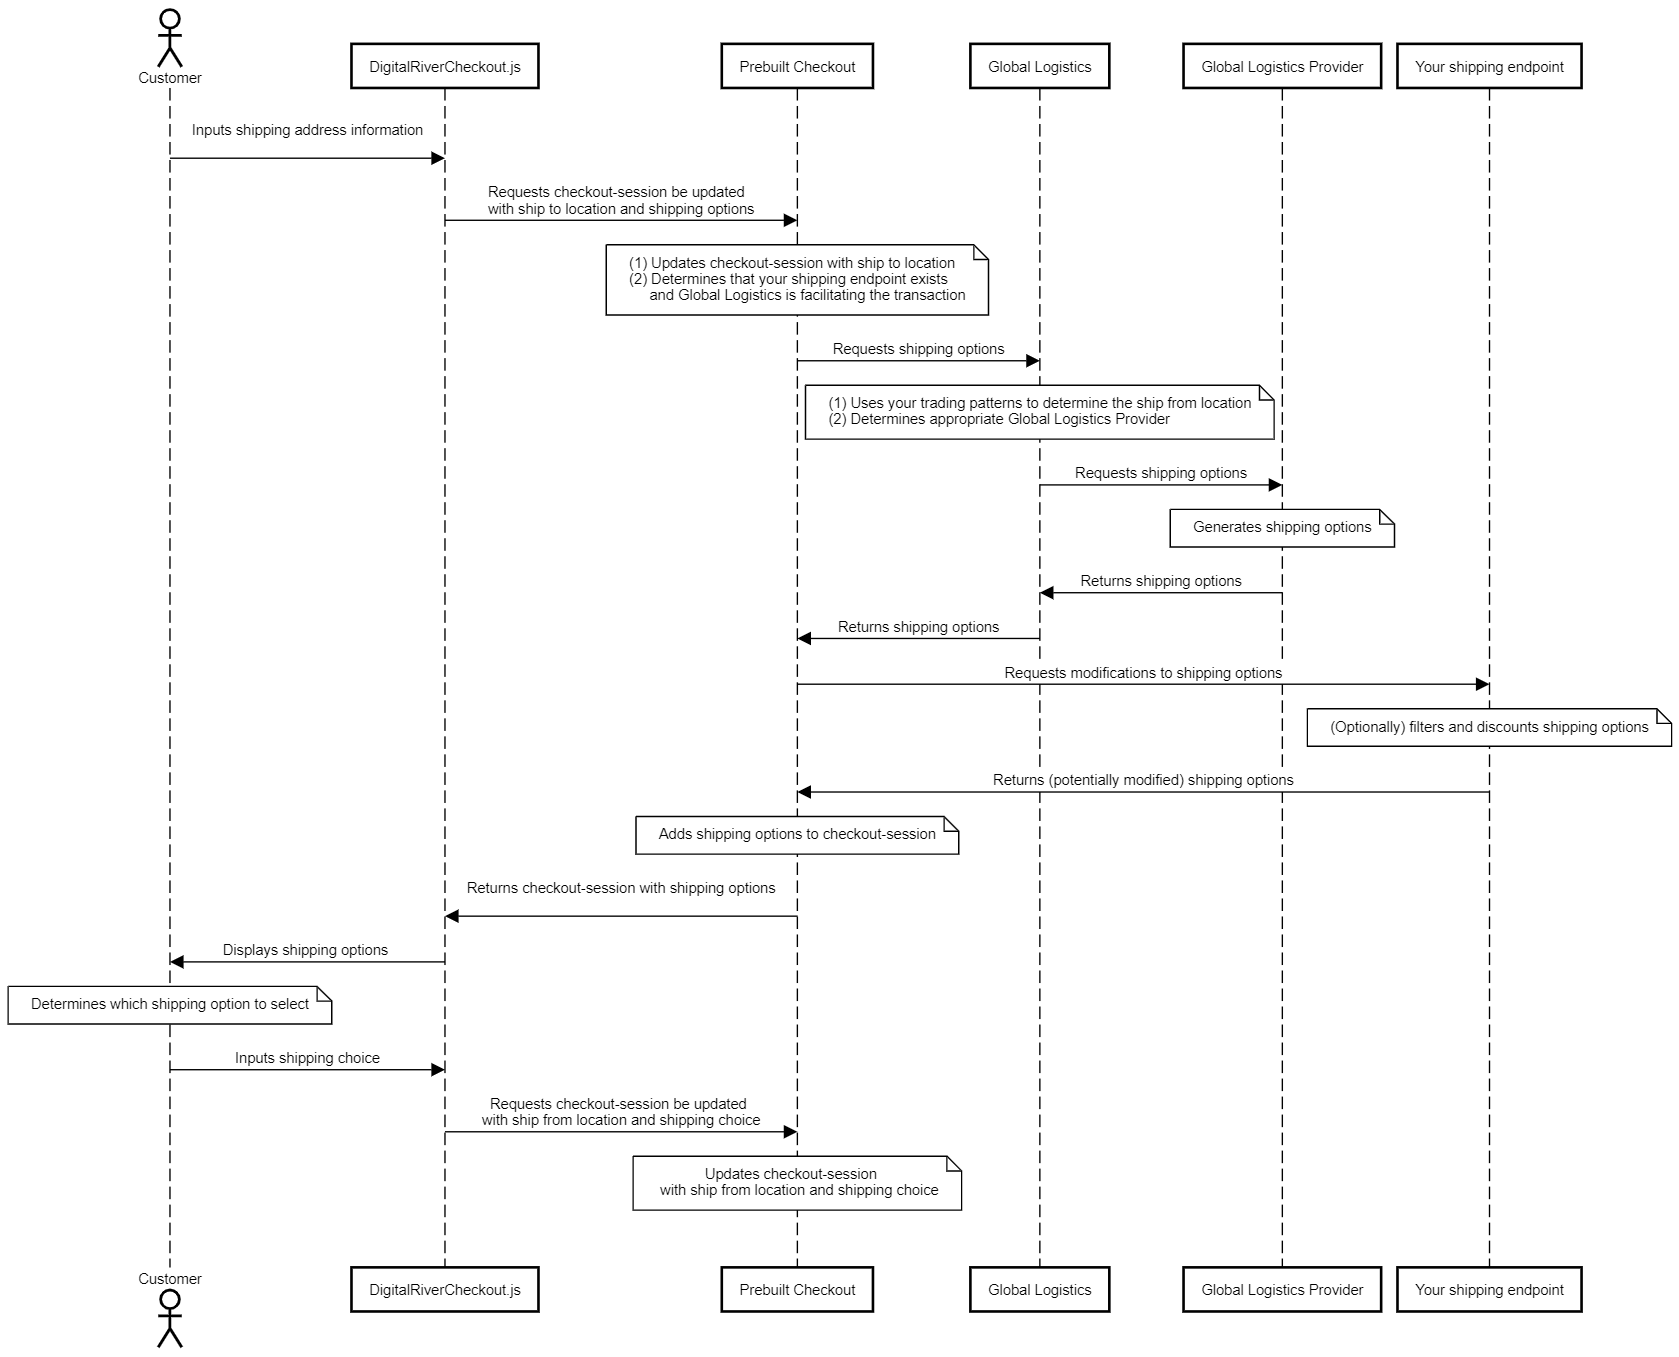 Customer
DigitalRiverCheckout.js
Prebuilt Checkout
Global Logistics
Global Logistics Provider
Your shipping endpoint
Inputs shipping address information
Requests checkout-session be updated
with ship to location and shipping options
(1) Updates checkout-session with ship to location
(2) Determines that your shipping endpoint exists
and Global Logistics is facilitating the transaction
Requests shipping options
(1) Uses your trading patterns to determine the ship from location
(2) Determines appropriate Global Logistics Provider
Requests shipping options
Generates shipping options
Returns shipping options
Returns shipping options
Requests modifications to shipping options
(Optionally) filters and discounts shipping options
Returns (potentially modified) shipping options
Adds shipping options to checkout-session
Returns checkout-session with shipping options
Displays shipping options
Determines which shipping option to select
Inputs shipping choice
Requests checkout-session be updated
with ship from location and shipping choice
Updates checkout-session
with ship from location and shipping choice
Customer
DigitalRiverCheckout.js
Prebuilt Checkout
Global Logistics
Global Logistics Provider
Your shipping endpoint